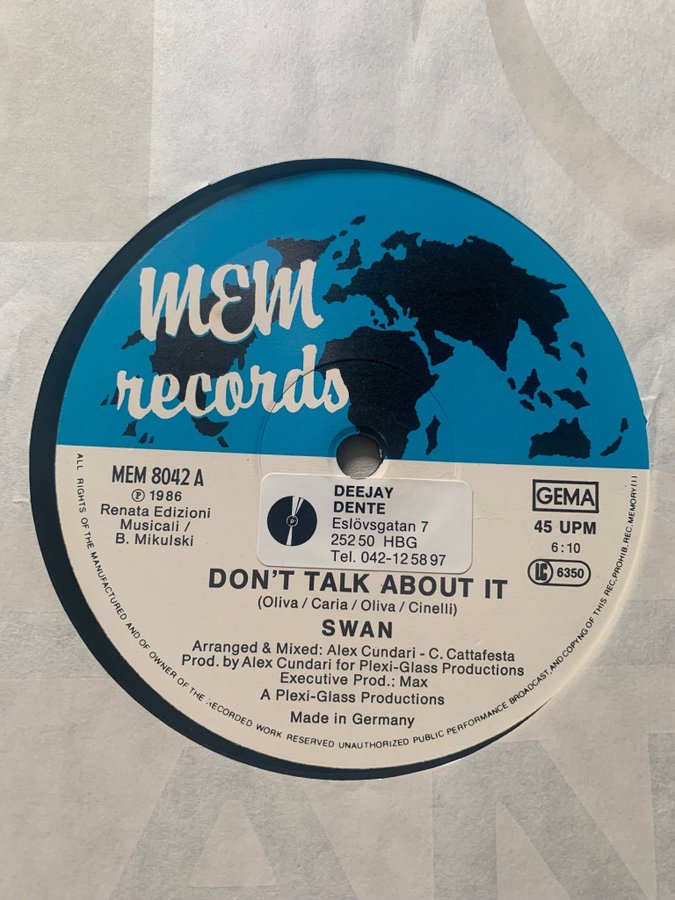 MEM
records
MEM 8042 A
Ⓟ 1986
Renata Edizioni
Musicali /
B. Mikulski
DEEJAY
DENTE
Eslövsgatan 7
252 50 HBG
Tel. 042-12 58 97
GEMA
45 UPM
6:10
LC 6350
DON'T TALK ABOUT IT
(Oliva / Caria / Oliva / Cinelli)
SWAN
Arranged & Mixed: Alex Cundari - C. Cattafesta
Prod. by Alex Cundari for Plexi-Glass Productions
Executive Prod.: Max
A Plexi-Glass Productions
Made in Germany
ALL RIGHTS OF THE MANUFACTURED AND OF OWNER OF THE RECORDED WORK RESERVED UNAUTHORIZED PUBLIC PERFORMANCE BROADCAST, AND COPYNG OF THIS REC. PROHIB. REC. MEMORY (I)